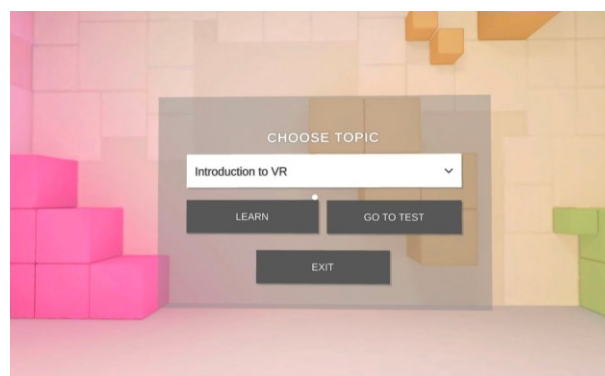 CHOOSE TOPIC
Introduction to VR
LEARN
GO TO TEST
EXIT